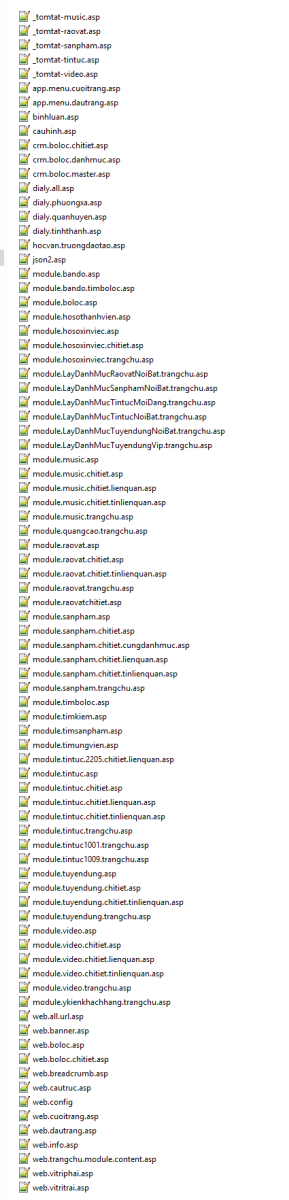 _tomtat-music.asp
_tomtat-raovat.asp
_tomtat-sanpham.asp
_tomtat-tintuc.asp
_tomtat-video.asp
app.menu.cuoitrang.asp
app.menu.dautrang.asp
binhluan.asp
cauhinh.asp
crm.boloc.chitiet.asp
crm.boloc.danhmuc.asp
crm.boloc.master.asp
dialy.all.asp
dialy.phuongxa.asp
dialy.quanhuyen.asp
dialy.tinhthanh.asp
hocvan.truongdaotao.asp
json2.asp
module.bando.asp
module.bando.timboloc.asp
module.boloc.asp
module.hosothanhvien.asp
module.hosoxinviec.asp
module.hosoxinviec.chitiet.asp
module.hosoxinviec.trangchu.asp
module.LayDanhMucRaovatNoiBat.trangchu.asp
module.LayDanhMucSanphamNoiBat.trangchu.asp
module.LayDanhMucTintucMoiDang.trangchu.asp
module.LayDanhMucTintucNoiBat.trangchu.asp
module.LayDanhMucTuyendungNoiBat.trangchu.asp
module.LayDanhMucTuyendungVip.trangchu.asp
module.music.asp
module.music.chitiet.asp
module.music.chitiet.lienquan.asp
module.music.chitiet.tinlienquan.asp
module.music.trangchu.asp
module.quangcao.trangchu.asp
module.raovat.asp
module.raovat.chitiet.asp
module.raovat.chitiet.tinlienquan.asp
module.raovat.trangchu.asp
module.raovatchitiet.asp
module.sanpham.asp
module.sanpham.chitiet.asp
module.sanpham.chitiet.cungdanhmuc.asp
module.sanpham.chitiet.lienquan.asp
module.sanpham.chitiet.tinlienquan.asp
module.sanpham.trangchu.asp
module.timboloc.asp
module.timkiem.asp
module.timsanpham.asp
module.timungvien.asp
module.tintuc.2205.chitiet.lienquan.asp
module.tintuc.asp
module.tintuc.chitiet.asp
module.tintuc.chitiet.lienquan.asp
module.tintuc.chitiet.tinlienquan.asp
module.tintuc.trangchu.asp
module.tintuc1001.trangchu.asp
module.tintuc1009.trangchu.asp
module.tuyendung.asp
module.tuyendung.chitiet.asp
module.tuyendung.chitiet.tinlienquan.asp
module.tuyendung.trangchu.asp
module.video.asp
module.video.chitiet.asp
module.video.chitiet.lienquan.asp
module.video.chitiet.tinlienquan.asp
module.video.trangchu.asp
module.ykienkhachhang.trangchu.asp
web.all.url.asp
web.banner.asp
web.boloc.asp
web.boloc.chitiet.asp
web.breadcrumb.asp
web.cautruc.asp
web.config
web.cuoitrang.asp
web.dautrang.asp
web.info.asp
web.trangchu.module.content.asp
web.vitriphai.asp
web.vitritrai.asp